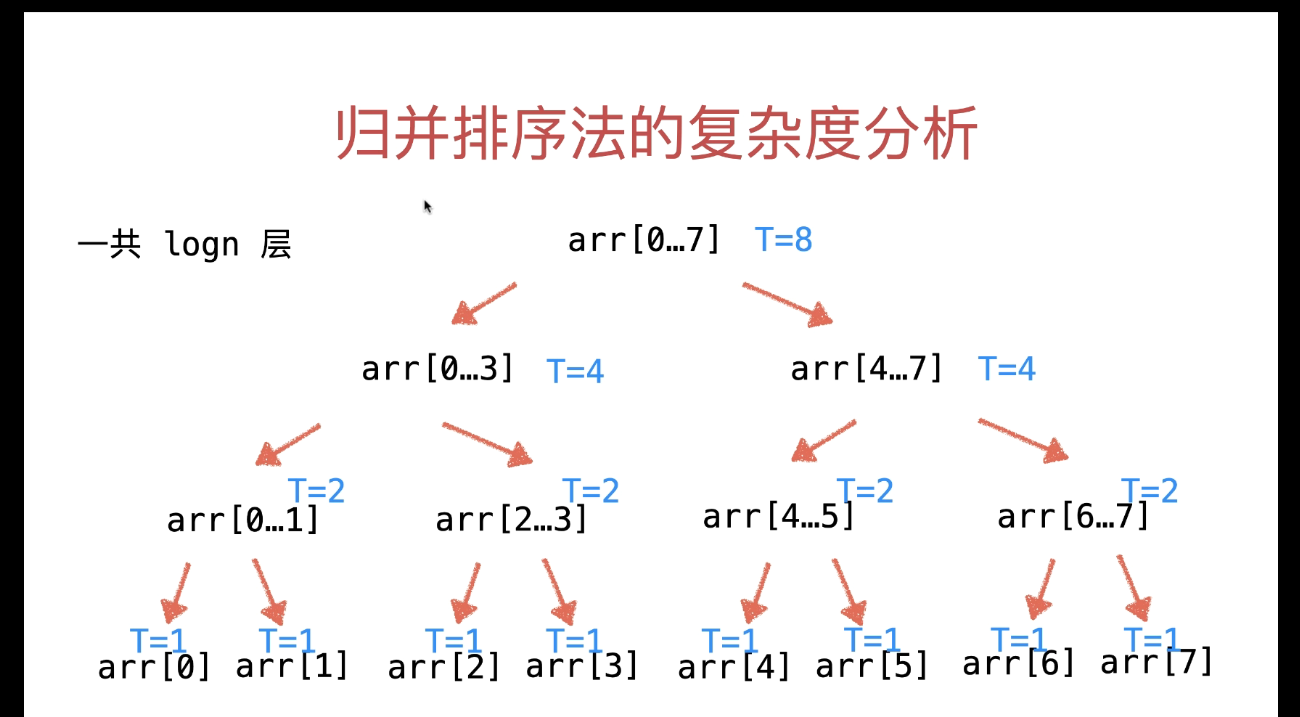 归并排序法的复杂度分析
一共 logn 层
arr[0…7] T=8
arr[0…3] T=4 arr[4…7] T=4
T=2 T=2 T=2 T=2
arr[0…1] arr[2…3] arr[4…5] arr[6…7]
T=1 T=1 T=1 T=1 T=1 T=1 T=1 T=1
arr[0] arr[1] arr[2] arr[3] arr[4] arr[5] arr[6] arr[7]